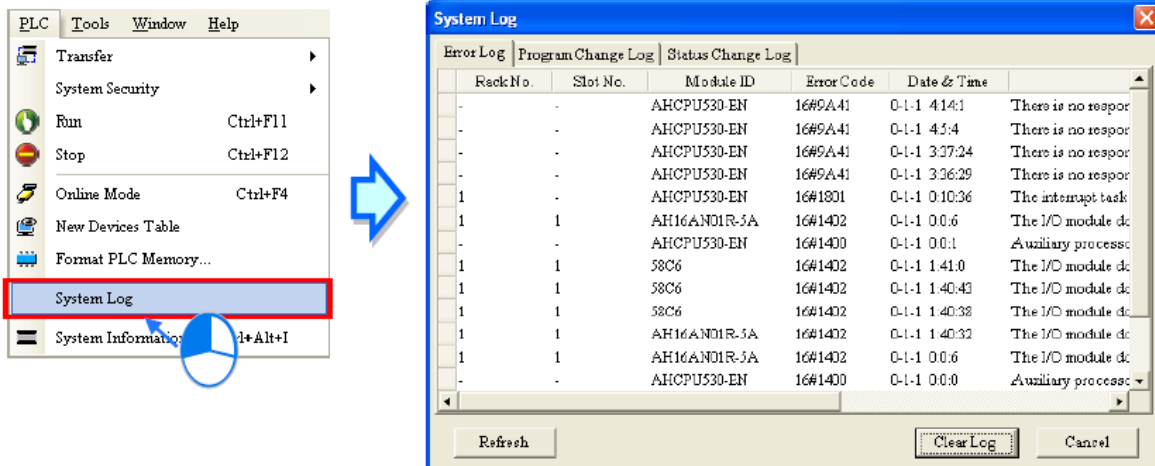 PLC Tools Window Help
Transfer
System Security
Run Ctrl+F11
Stop Ctrl+F12
Online Mode Ctrl+F4
New Devices Table
Format PLC Memory...
System Log
System Information
System Log
Error Log Program Change Log Status Change Log
Rack No. Slot No. Module ID Error Code Date & Time
- - AHCPU530-EN 16#9A41 0-1-1 4:14:1 There is no respor
- - AHCPU530-EN 16#9A41 0-1-1 4:5:4 There is no respor
- - AHCPU530-EN 16#9A41 0-1-1 3:37:24 There is no respor
- - AHCPU530-EN 16#9A41 0-1-1 3:36:29 There is no respor
1 - AHCPU530-EN 16#1801 0-1-1 0:10:36 The interrupt task
1 1 AH16AN01R-5A 16#1402 0-1-1 0:0:6 The I/O module do
- - AHCPU530-EN 16#1400 0-1-1 0:0:1 Auxiliary processo
1 1 58C6 16#1402 0-1-1 1:41:0 The I/O module do
1 1 58C6 16#1402 0-1-1 1:40:43 The I/O module do
1 1 58C6 16#1402 0-1-1 1:40:38 The I/O module do
1 1 AH16AN01R-5A 16#1402 0-1-1 1:40:32 The I/O module do
1 1 AH16AN01R-5A 16#1402 0-1-1 0:0:6 The I/O module do
- - AHCPU530-EN 16#1400 0-1-1 0:0:0 Auxiliary processo
Refresh Clear Log Cancel